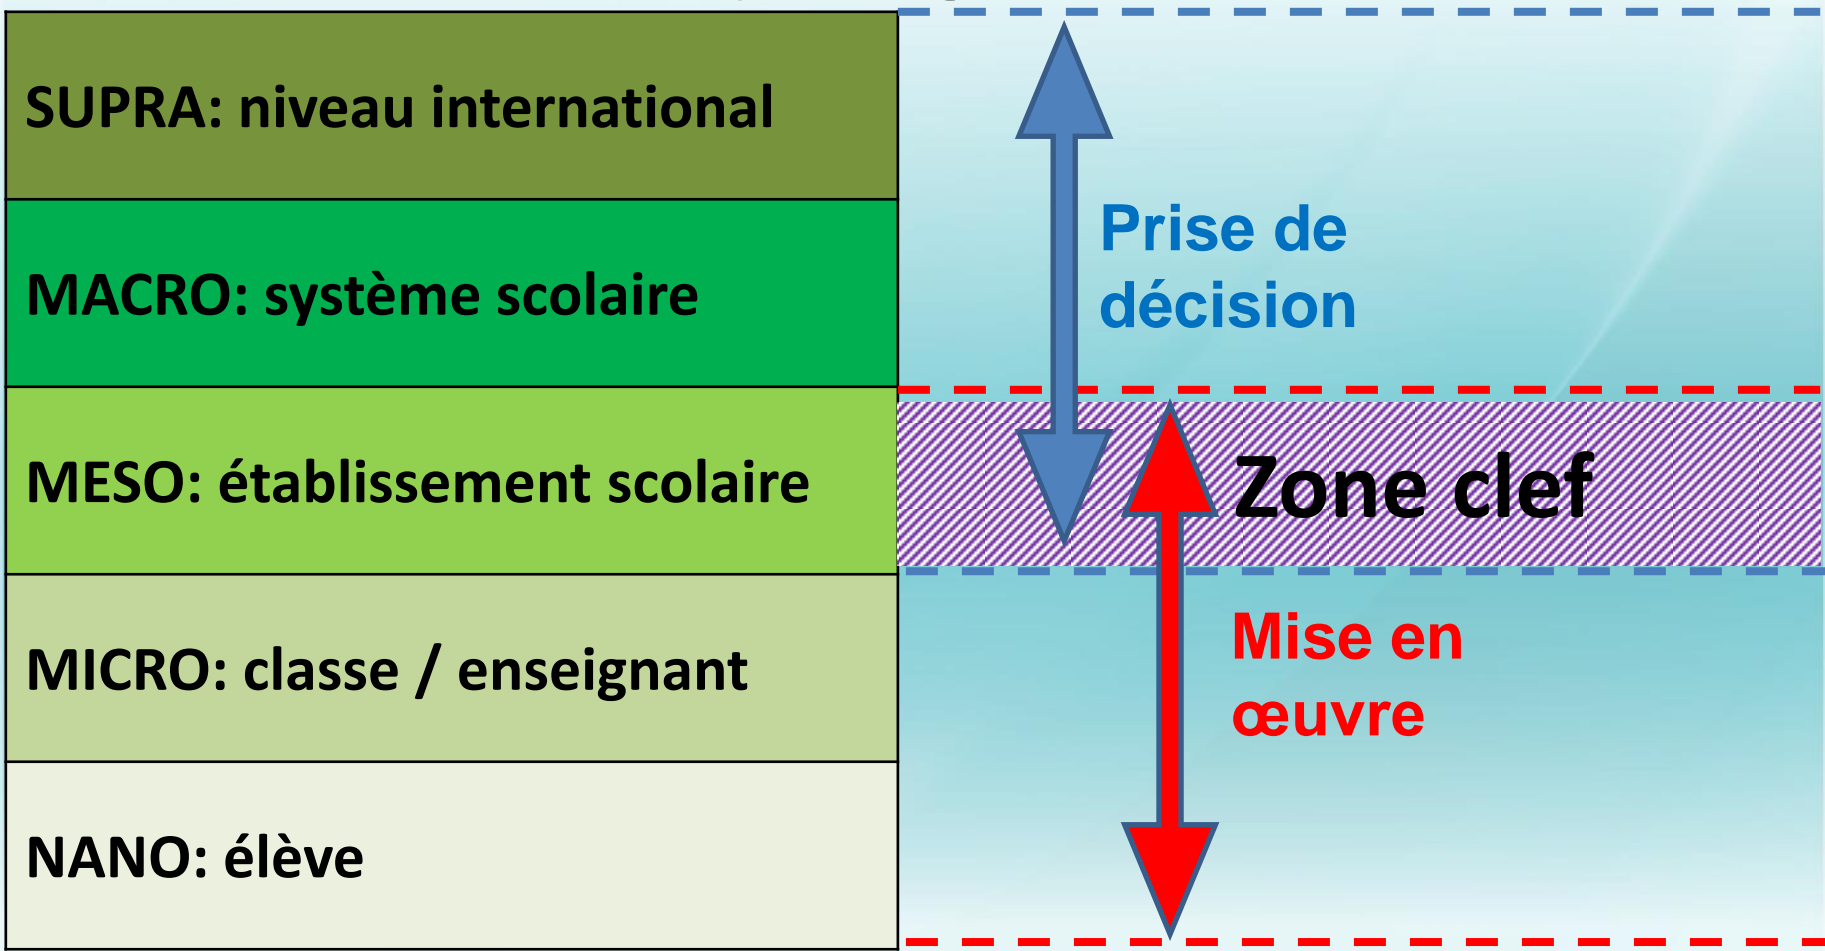 SUPRA: niveau international
MACRO: système scolaire
MESO: établissement scolaire
MICRO: classe / enseignant
NANO: élève
Prise de
décision
Zone clef
Mise en
œuvre